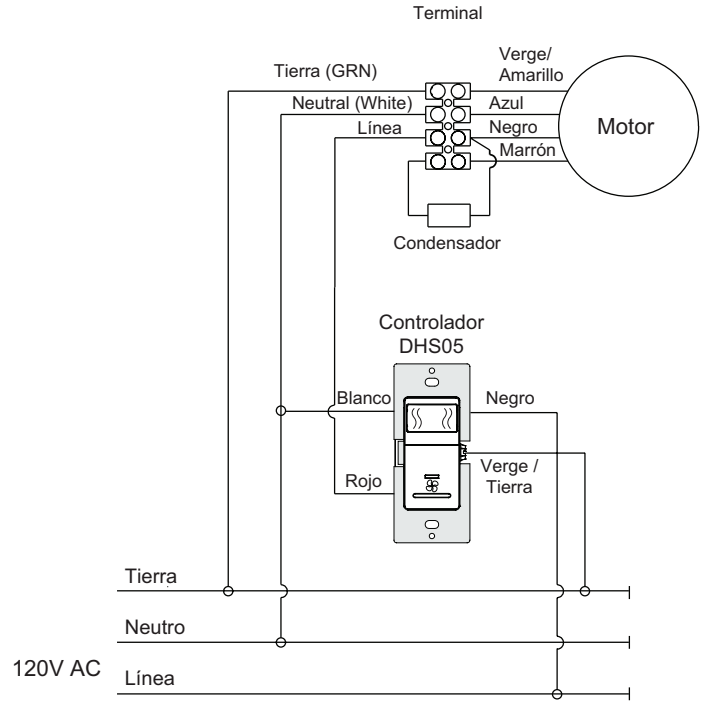 Terminal
Verge/
Amarillo
Tierra (GRN)
Neutral (White)
Azul
Línea
Negro
Motor
Marrón
Condensador
Controlador
DHS05
Blanco
Negro
Rojo
Verge /
Tierra
Tierra
Neutro
120V AC
Línea